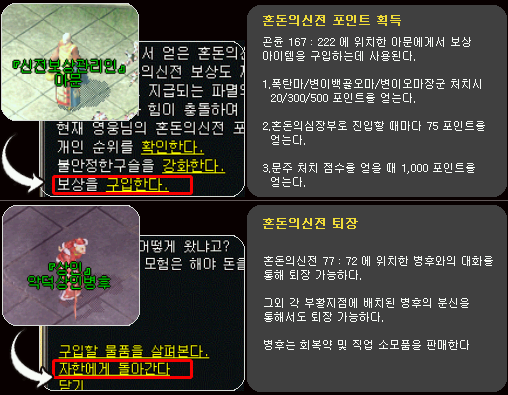 『신전보상관리인』
아문
서 얻은 혼돈의신
의신전 보상도 지
지급되는 파멸의
힘이 충돌하며
현재 영웅님의 혼돈의신전 포
개인 순위를 확인한다.
불안정한구슬을 강화한다.
보상을 구입한다.
혼돈의신전 포인트 획득
곤륜 167 : 222 에 위치한 아문에게서 보상
아이템을 구입하는데 사용된다.
1.폭탄마/변이백골오마/변이오마장군 처치시
20/300/500 포인트를 얻는다.
2.혼돈의심장부로 진입할 때마다 75 포인트를
얻는다.
3.문주 처치 점수를 얻을 때 1,000 포인트를
얻는다.
『상인』
악덕상인병후
어떻게 왔냐고?
모험은 해야 돈을
구입할 물품을 살펴본다.
자한에게 돌아간다
닫기
혼돈의신전 퇴장
혼돈의신전 77 : 72 에 위치한 병후와의 대화를
통해 퇴장 가능하다.
그외 각 부활지점에 배치된 병후의 분신을
통해서도 퇴장 가능하다.
병후는 회복약 및 직업 소모품을 판매한다